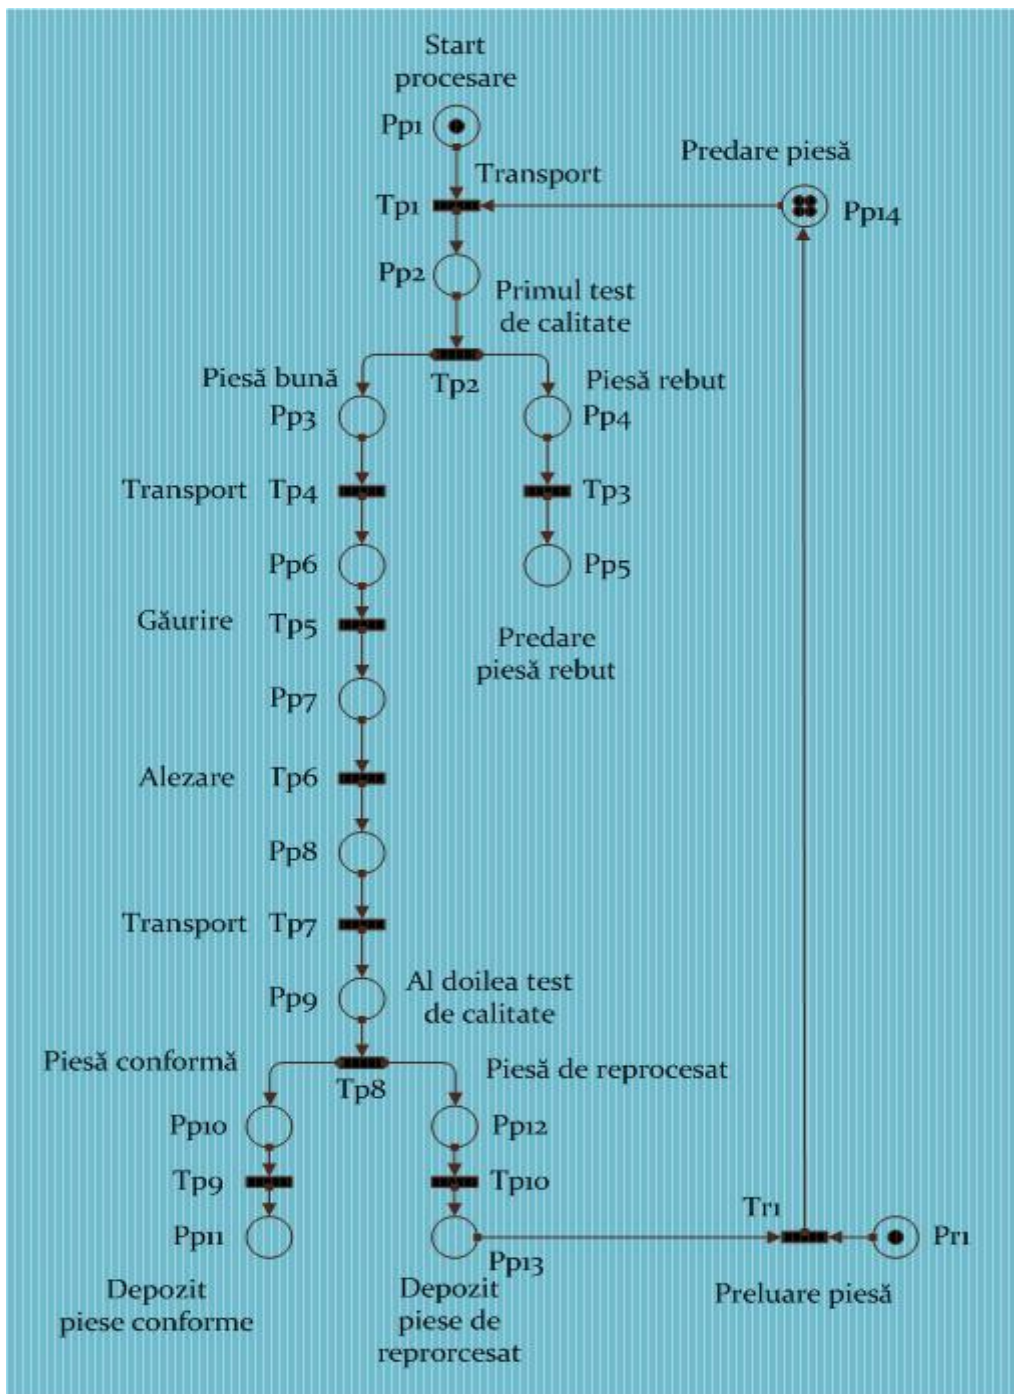 Start
procesare
Pp1
Predare piesă
Transport
Tp1
Pp14
Pp2
Primul test
de calitate
Piesă bună
Tp2
Piesă rebut
Pp3
Pp4
Transport
Tp4
Tp3
Pp6
Pp5
Găurire
Tp5
Predare
piesă rebut
Pp7
Alezare
Tp6
Pp8
Transport
Tp7
Al doilea test
de calitate
Pp9
Piesă conformă
Tp8
Piesă de reprocesat
Pp10
Pp12
Tp9
Tp10
Tr1
Pp11
Pp13
Pr1
Depozit
piese conforme
Depozit
piese de
reprorcesat
Preluare piesă